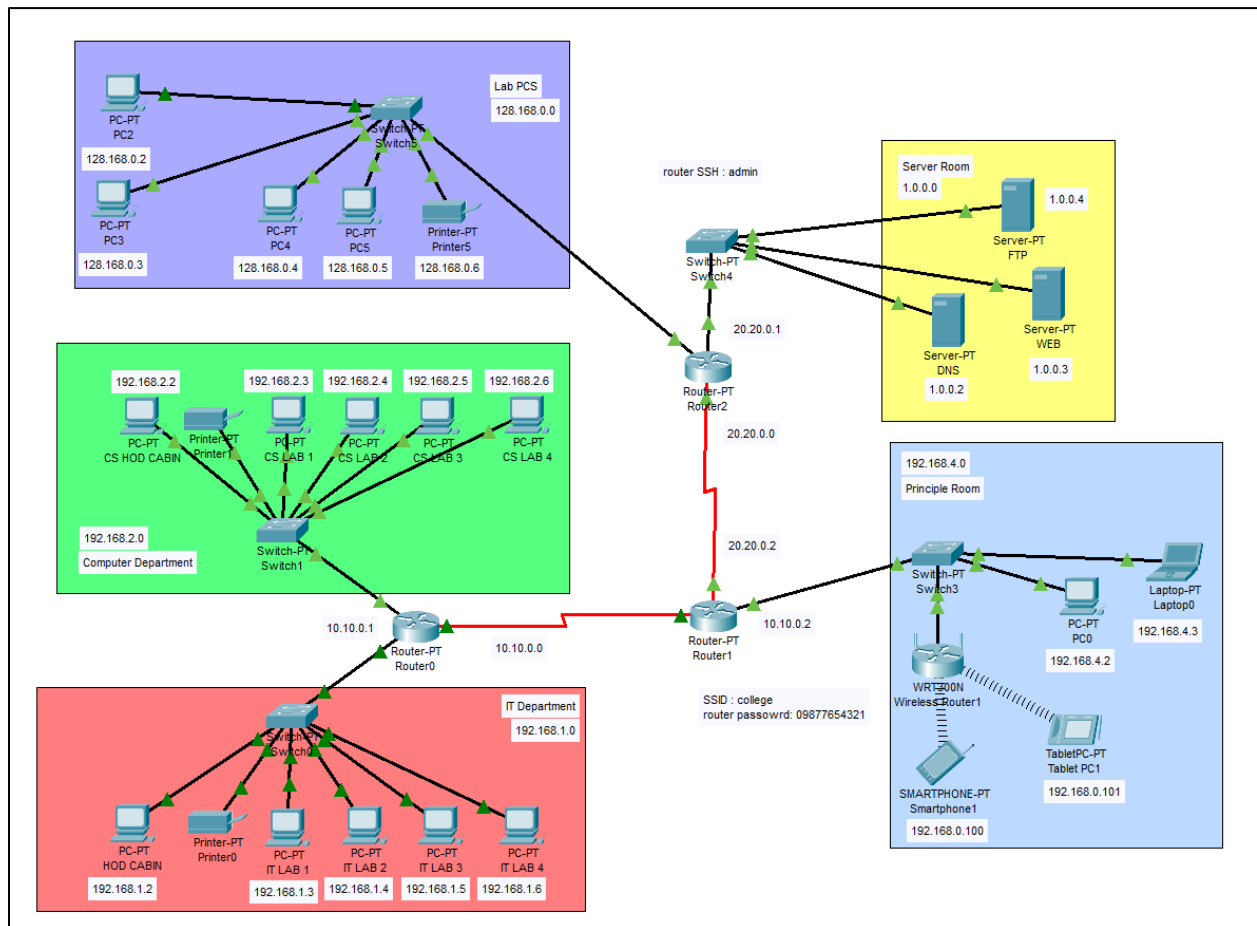 Lab PCS
128.168.0.0
PC-PT
PC2
128.168.0.2
Switch-PT
Switch5
PC-PT
PC3
128.168.0.3
PC-PT
PC4
128.168.0.4
PC-PT
PC5
128.168.0.5
Printer-PT
Printer5
128.168.0.6
router SSH : admin
Server Room
1.0.0.0
1.0.0.4
Server-PT
FTP
Switch-PT
Switch4
Server-PT
WEB
1.0.0.3
Server-PT
DNS
1.0.0.2
20.20.0.1
Router-PT
Router2
20.20.0.0
20.20.0.2
192.168.2.2
192.168.2.3
192.168.2.4
192.168.2.5
192.168.2.6
PC-PT
CS HOD CABIN
Printer-PT
Printer1
PC-PT
CS LAB 1
PC-PT
CS LAB 2
PC-PT
CS LAB 3
PC-PT
CS LAB 4
192.168.2.0
Computer Department
Switch-PT
Switch1
10.10.0.1
Router-PT
Router0
10.10.0.0
Router-PT
Router1
10.10.0.2
192.168.4.0
Principle Room
Switch-PT
Switch3
Laptop-PT
Laptop0
192.168.4.3
PC-PT
PC0
192.168.4.2
WRT300N
Wireless Router1
TabletPC-PT
Tablet PC1
192.168.0.101
SMARTPHONE-PT
Smartphone1
192.168.0.100
SSID : college
router passowrd: 09877654321
IT Department
192.168.1.0
Switch-PT
Switch0
PC-PT
HOD CABIN
192.168.1.2
Printer-PT
Printer0
PC-PT
IT LAB 1
192.168.1.3
PC-PT
IT LAB 2
192.168.1.4
PC-PT
IT LAB 3
192.168.1.5
PC-PT
IT LAB 4
192.168.1.6